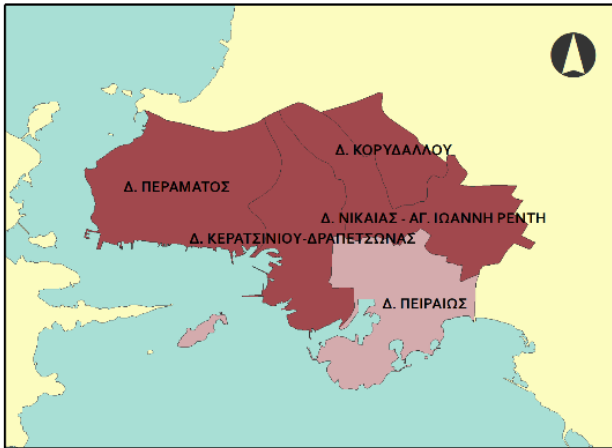 Δ. ΚΟΡΥΔΑΛΛΟΥ
Δ. ΠΕΡΑΜΑΤΟΣ
Δ. ΝΙΚΑΙΑΣ - ΑΓ. ΙΩΑΝΝΗ ΡΕΝΤΗ
Δ. ΚΕΡΑΤΣΙΝΙΟΥ-ΔΡΑΠΕΤΣΩΝΑΣ
Δ. ΠΕΙΡΑΙΩΣ